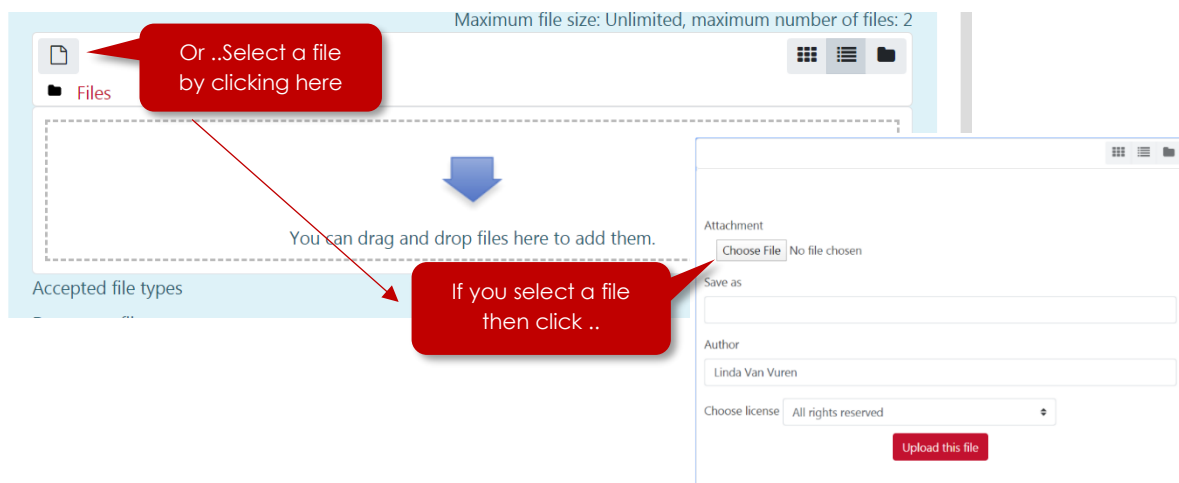 Maximum file size: Unlimited, maximum number of files: 2
Or ..Select a file
by clicking here
Files
You can drag and drop files here to add them.
Accepted file types
If you select a file
then click ..
Attachment
Choose File No file chosen
Save as
Author
Linda Van Vuren
Choose license All rights reserved
Upload this file